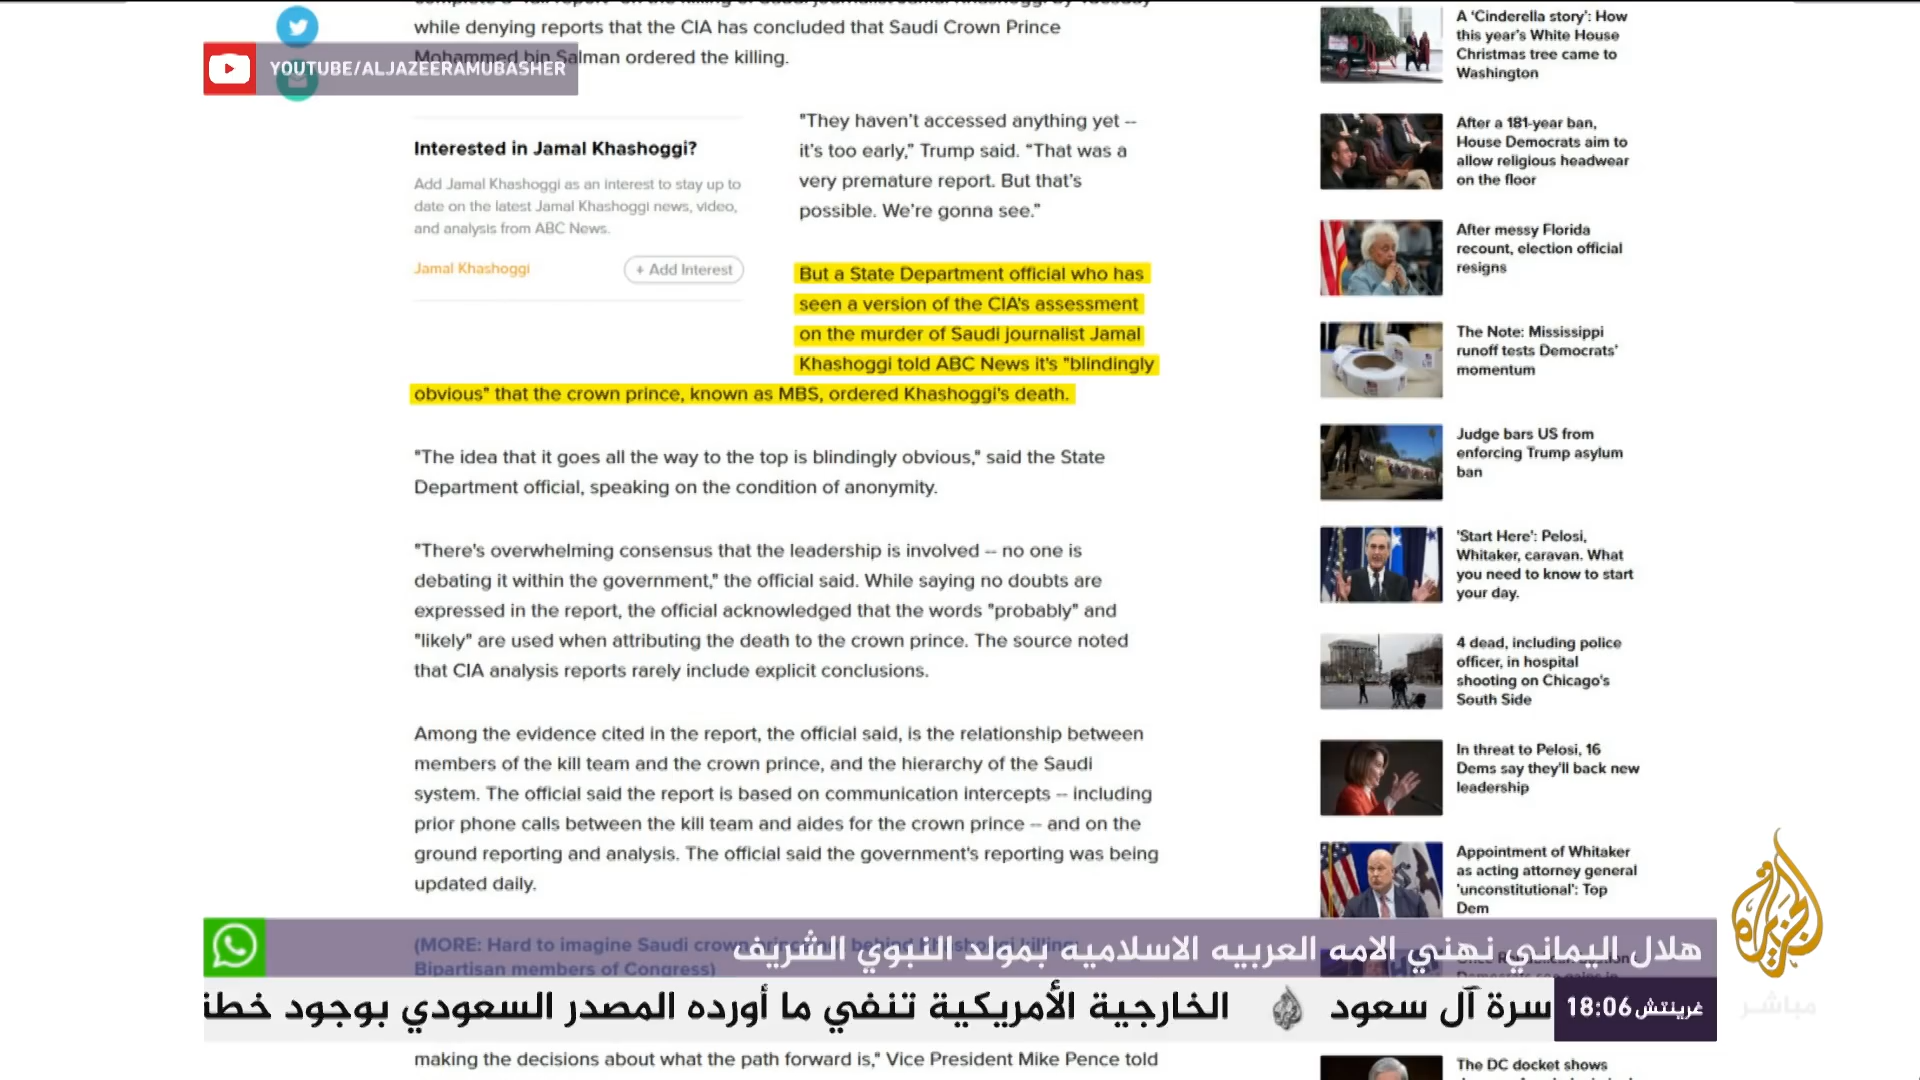 while denying reports that the CIA has concluded that Saudi Crown Prince
Mohammed bin Salman ordered the killing.
YOUTUBE/ALJAZEERAMUBASHER
Interested in Jamal Khashoggi?
Add Jamal Khashoggi as an interest to stay up to
date on the latest Jamal Khashoggi news, video,
and analysis from ABC News.
Jamal Khashoggi
+ Add Interest
"They haven't accessed anything yet --
it's too early," Trump said. "That was a
very premature report. But that's
possible. We're gonna see."
But a State Department official who has
seen a version of the CIA's assessment
on the murder of Saudi journalist Jamal
Khashoggi told ABC News it's "blindingly
obvious" that the crown prince, known as MBS, ordered Khashoggi's death.
"The idea that it goes all the way to the top is blindingly obvious," said the State
Department official, speaking on the condition of anonymity.
"There's overwhelming consensus that the leadership is involved -- no one is
debating it within the government," the official said. While saying no doubts are
expressed in the report, the official acknowledged that the words "probably" and
"likely" are used when attributing the death to the crown prince. The source noted
that CIA analysis reports rarely include explicit conclusions.
Among the evidence cited in the report, the official said, is the relationship between
members of the kill team and the crown prince, and the hierarchy of the Saudi
system. The official said the report is based on communication intercepts -- including
prior phone calls between the kill team and aides for the crown prince -- and on the
ground reporting and analysis. The official said the government's reporting was being
updated daily.
(MORE: Hard to imagine Saudi crown
Bipartisan members of Congress)
making the decisions about what the path forward is," Vice President Mike Pence told
A 'Cinderella story': How
this year's White House
Christmas tree came to
Washington
After a 181-year ban,
House Democrats aim to
allow religious headwear
on the floor
After messy Florida
recount, election official
resigns
The Note: Mississippi
runoff tests Democrats'
momentum
Judge bars US from
enforcing Trump asylum
ban
'Start Here': Pelosi,
Whitaker, caravan. What
you need to know to start
your day.
4 dead, including police
officer, in hospital
shooting on Chicago's
South Side
In threat to Pelosi, 16
Dems say they'll back new
leadership
Appointment of Whitaker
as acting attorney general
'unconstitutional': Top
Dem
The DC docket shows
هلال اليماني نهني الامه العربيه الاسلاميه بمولد النبوي الشريف
غرينتش 18:06
سرة آل سعود
الخارجية الأمريكية تنفي ما أورده المصدر السعودي بوجود خطة
الجزيرة
مباشر